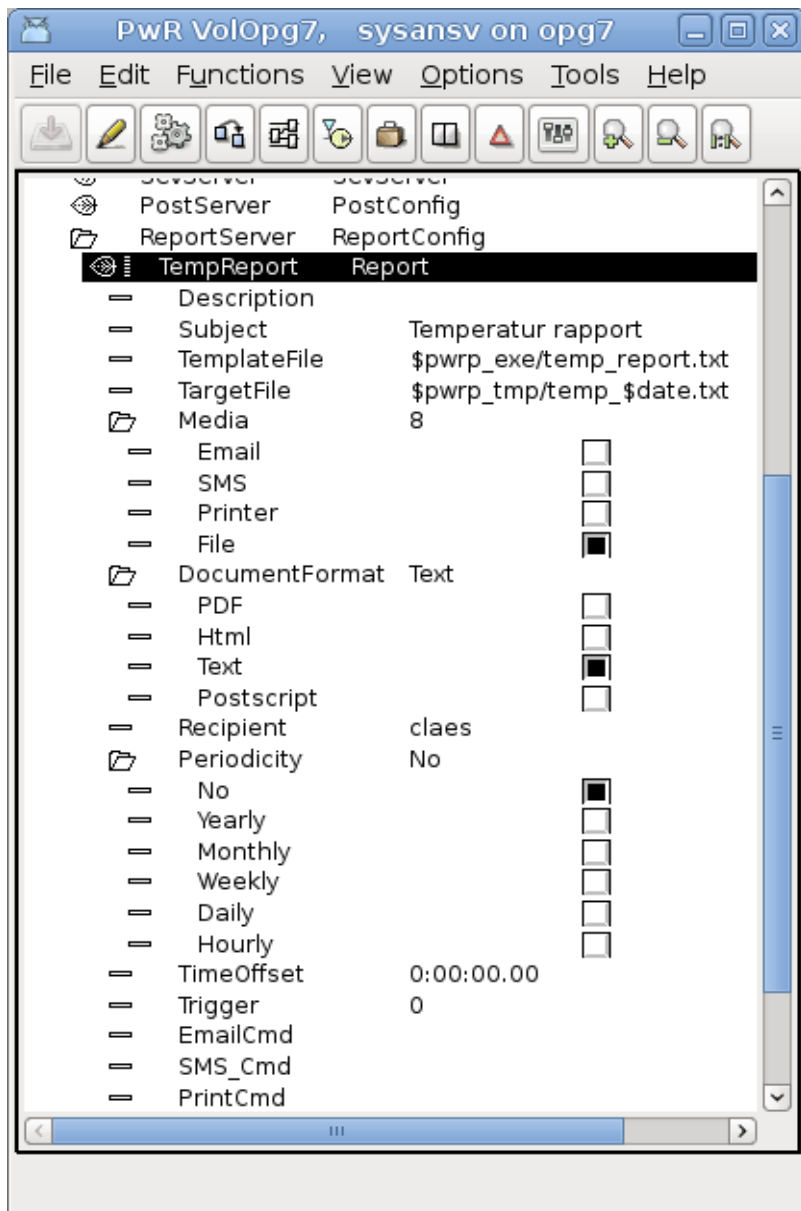 PwR VolOpg7, sysansv on opg7
File Edit Functions View Options Tools Help
PostServer PostConfig
ReportServer ReportConfig
TempReport Report
Description
Subject Temperatur rapport
TemplateFile $pwrp_exe/temp_report.txt
TargetFile $pwrp_tmp/temp_$date.txt
Media 8
Email
SMS
Printer
File
DocumentFormat Text
PDF
Html
Text
Postscript
Recipient claes
Periodicity No
No
Yearly
Monthly
Weekly
Daily
Hourly
TimeOffset 0:00:00.00
Trigger 0
EmailCmd
SMS_Cmd
PrintCmd